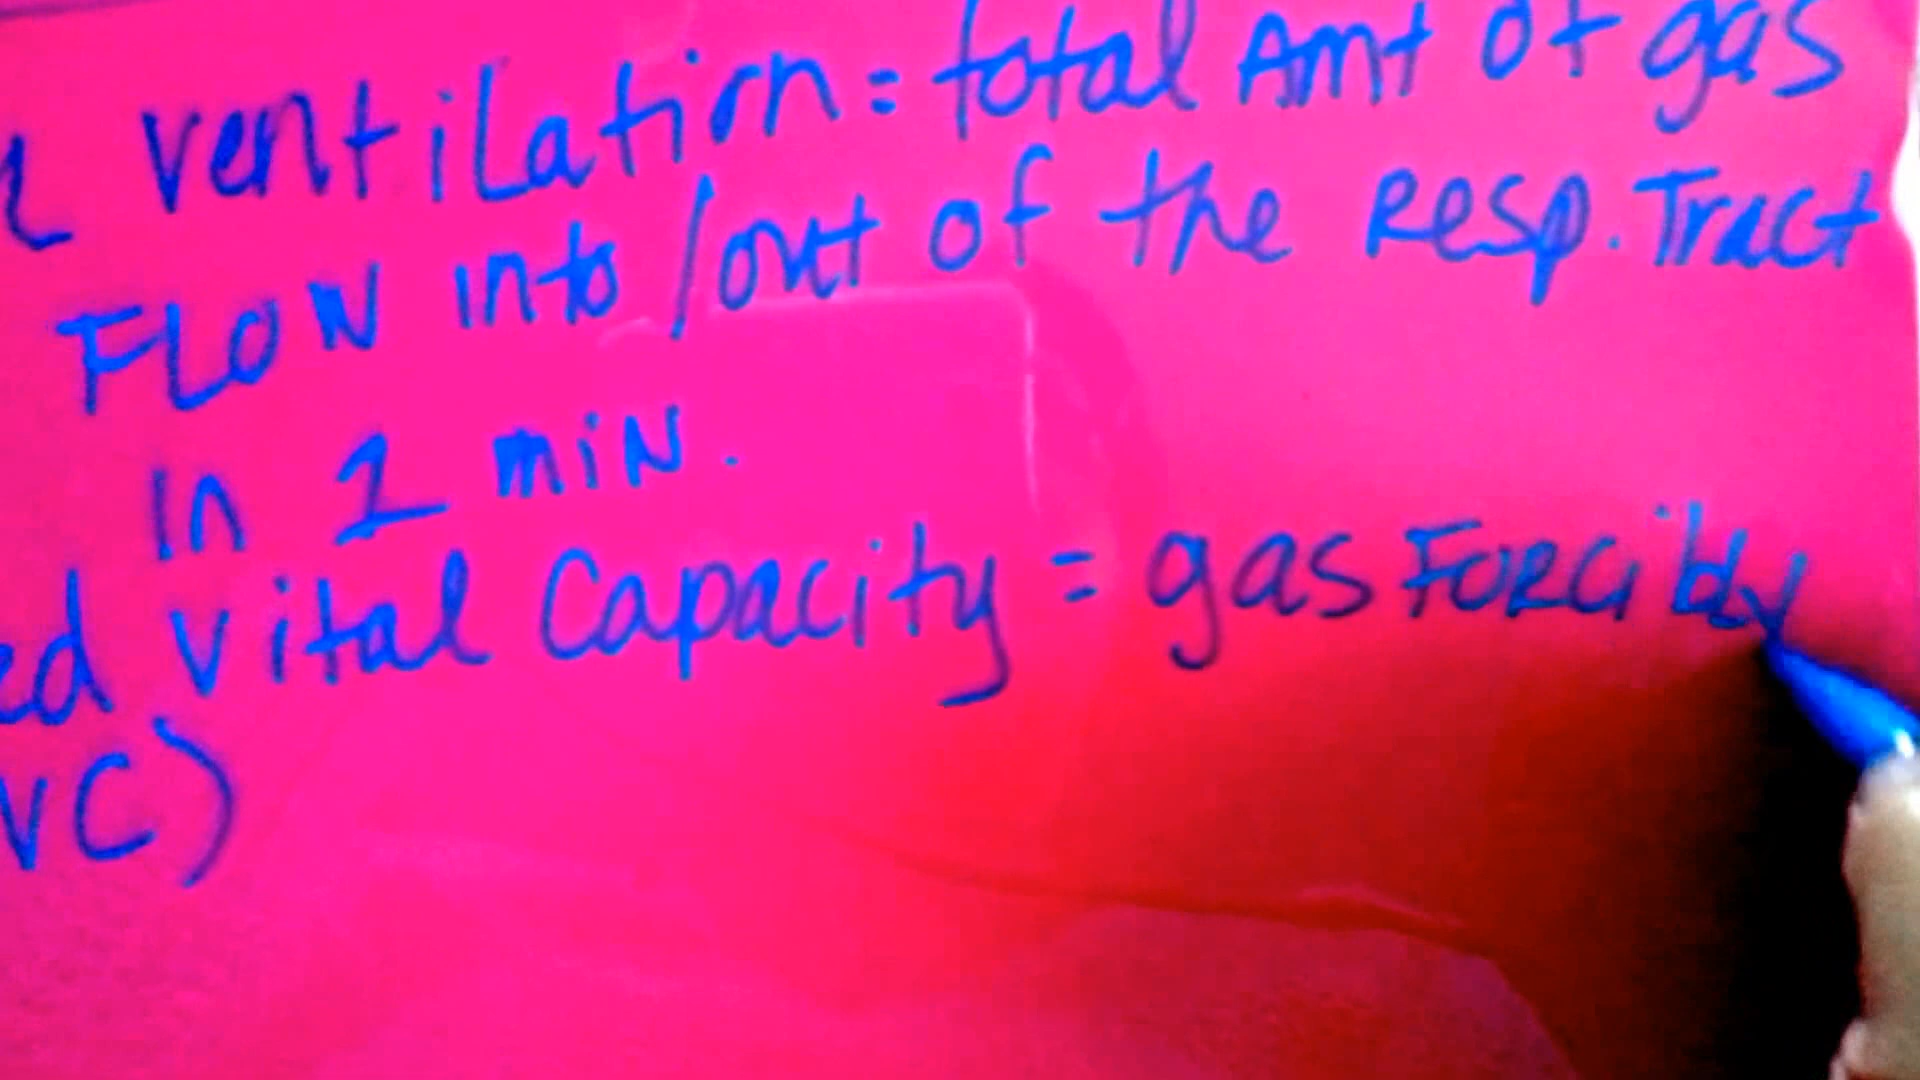 ventilation = total Amt of gas
FLOW into / out of the Resp. Tract
in 1 miN.
ed Vital Capacity = gas FORCibly
VC)